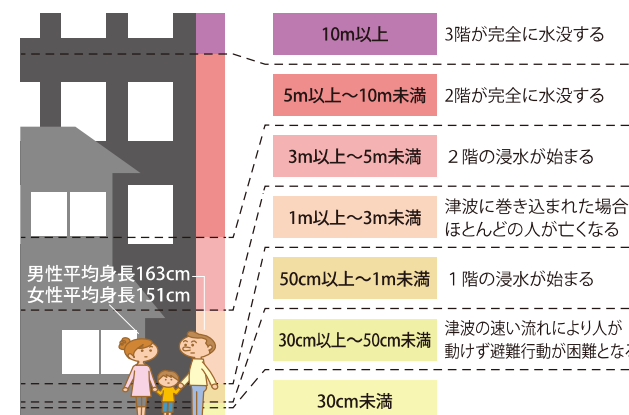 10m以上
3階が完全に水没する
5m以上～10m未満
2階が完全に水没する
3m以上～5m未満
２階の浸水が始まる
1m以上～3m未満
津波に巻き込まれた場合
ほとんどの人が亡くなる
男性平均身長163cm
女性平均身長151cm
50cm以上～1m未満
１階の浸水が始まる
30cm以上～50cm未満
津波の速い流れにより人が
動けず避難行動が困難となる
30cm未満